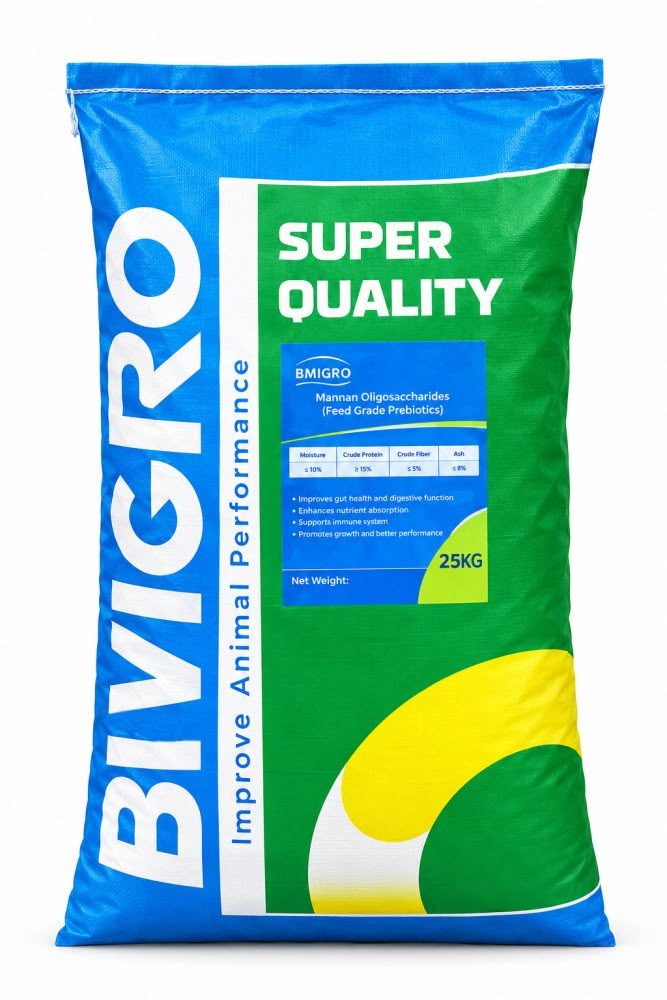 BIVIGRO
Improve Animal Performance
SUPER
QUALITY
BMIGRO
Mannan Oligosaccharides
(Feed Grade Prebiotics)
Moisture Crude Protein Crude Fiber Ash
≤ 10% ≥ 15% ≤ 5% ≤ 8%
• Improves gut health and digestive function
• Enhances nutrient absorption
• Supports immune system
• Promotes growth and better performance
25KG
Net Weight: